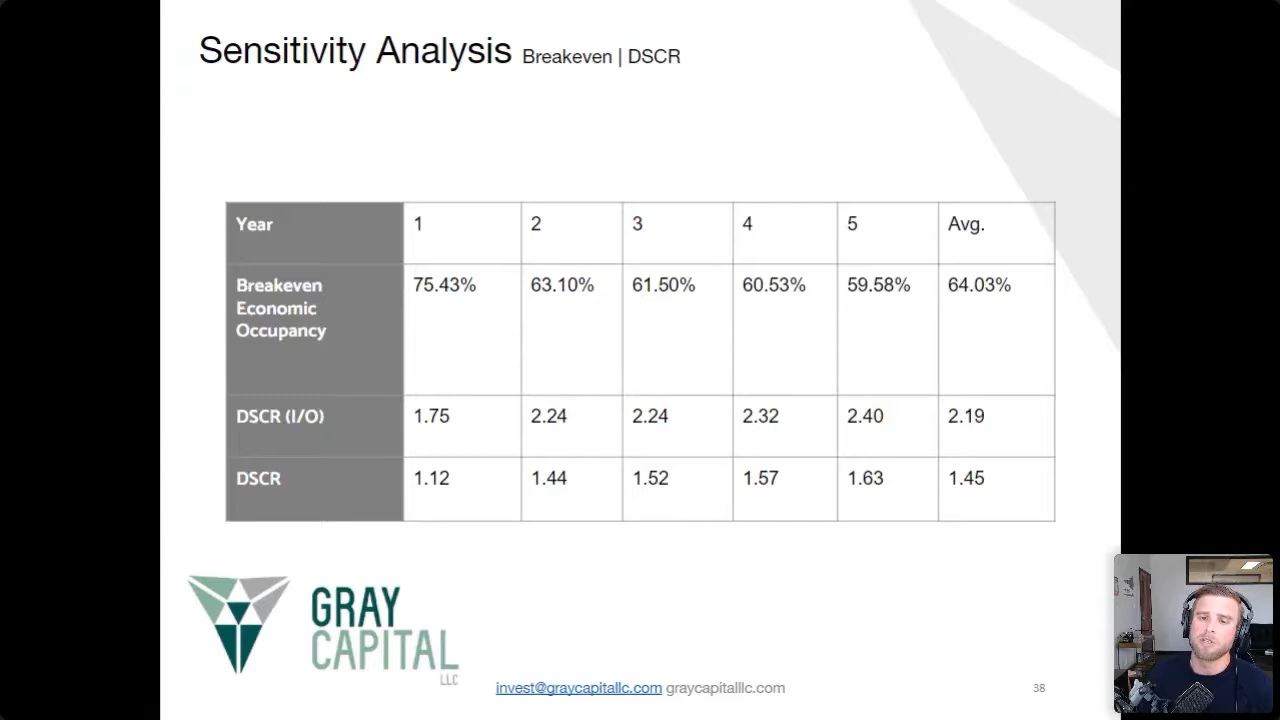 Sensitivity Analysis Breakeven | DSCR
Year 1 2 3 4 5 Avg.
Breakeven 75.43% 63.10% 61.50% 60.53% 59.58% 64.03%
Economic
Occupancy
DSCR (I/O) 1.75 2.24 2.24 2.32 2.40 2.19
DSCR 1.12 1.44 1.52 1.57 1.63 1.45
GRAY
CAPITAL
LLC
invest@graycapitallc.com graycapitalllc.com 38